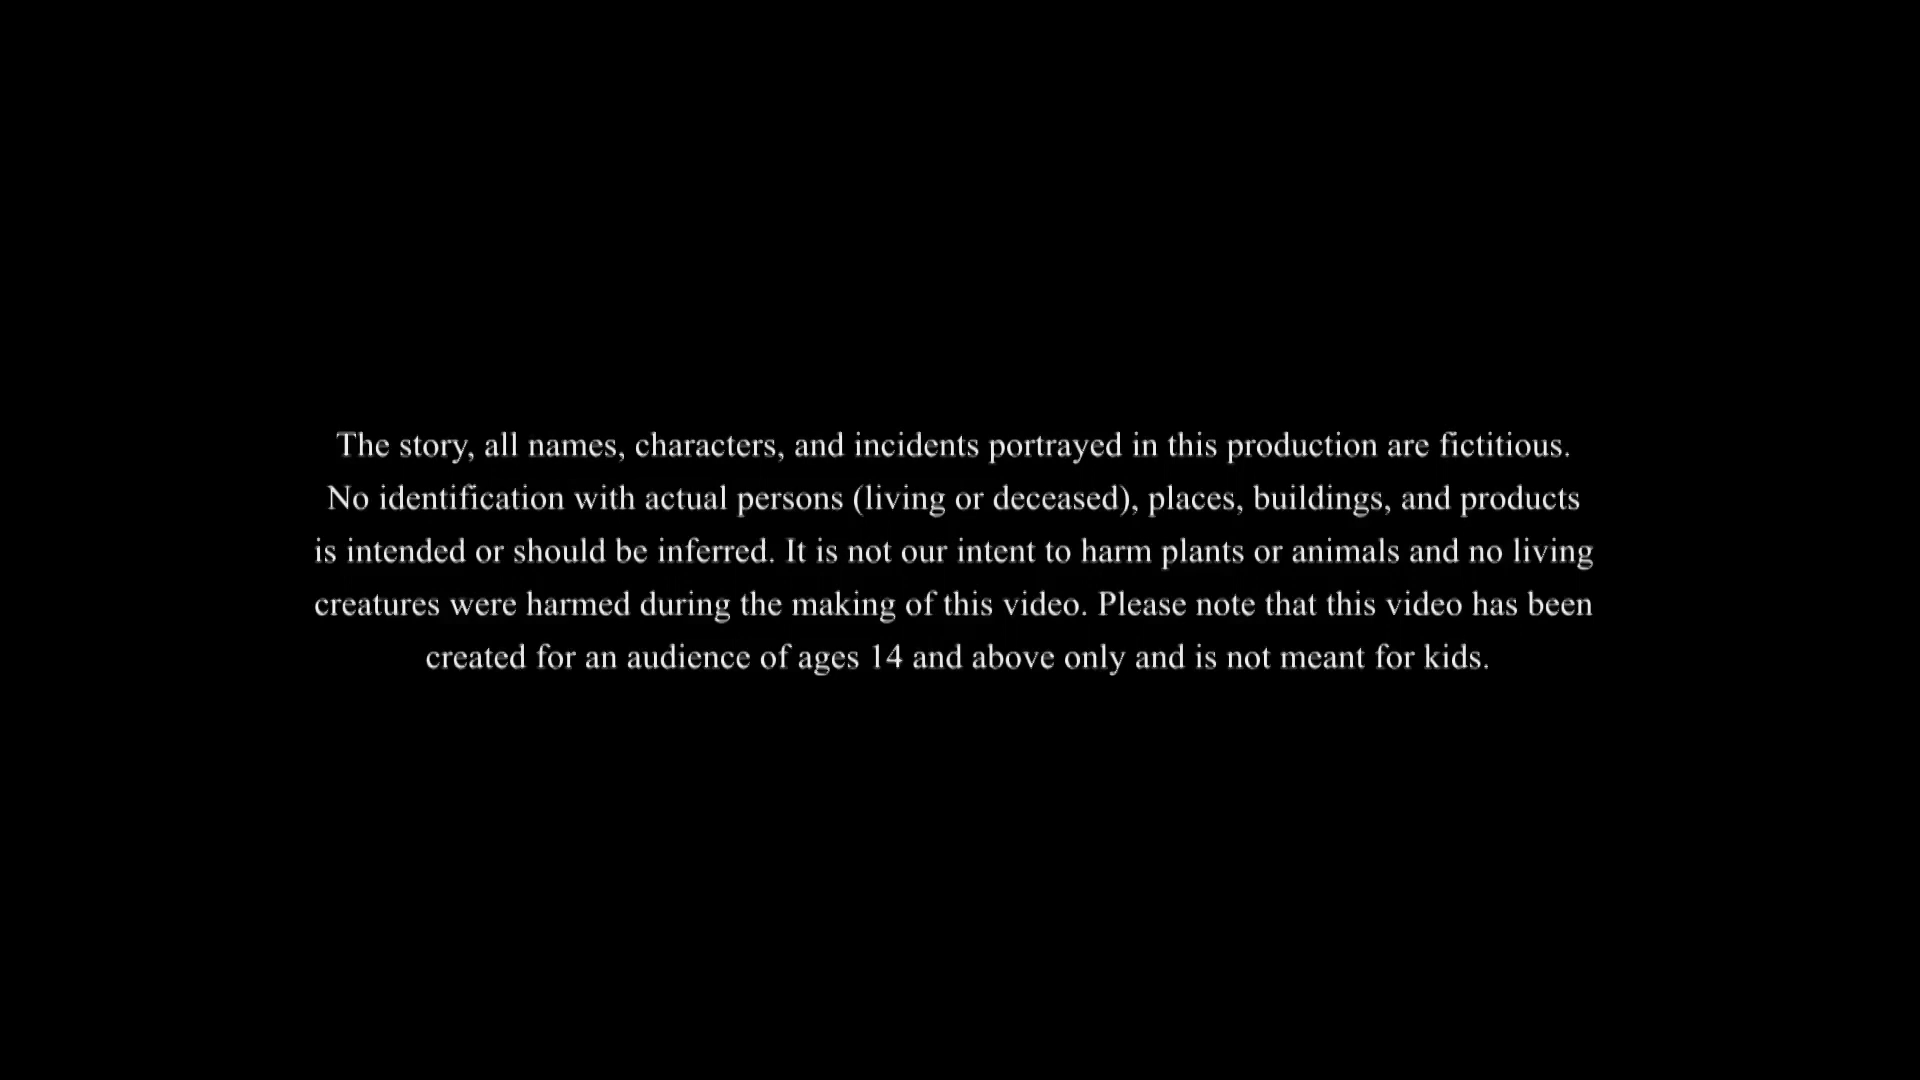 The story, all names, characters, and incidents portrayed in this production are fictitious.
No identification with actual persons (living or deceased), places, buildings, and products
is intended or should be inferred. It is not our intent to harm plants or animals and no living
creatures were harmed during the making of this video. Please note that this video has been
created for an audience of ages 14 and above only and is not meant for kids.